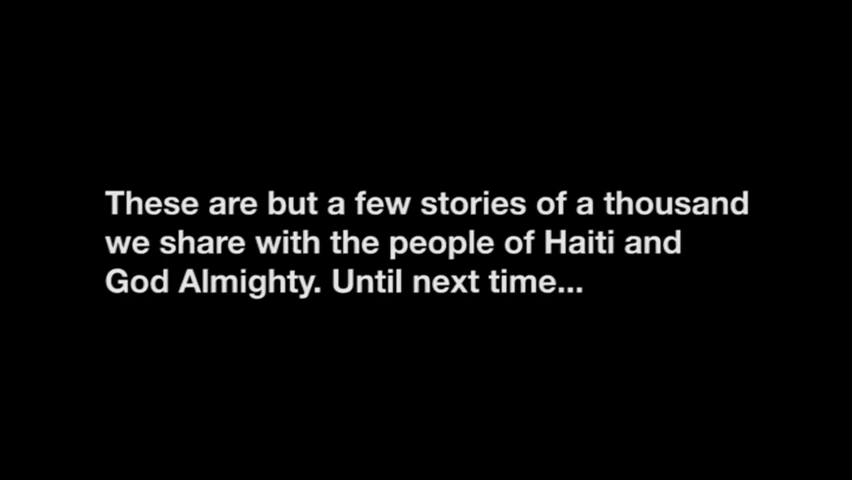 These are but a few stories of a thousand
we share with the people of Haiti and
God Almighty. Until next time...